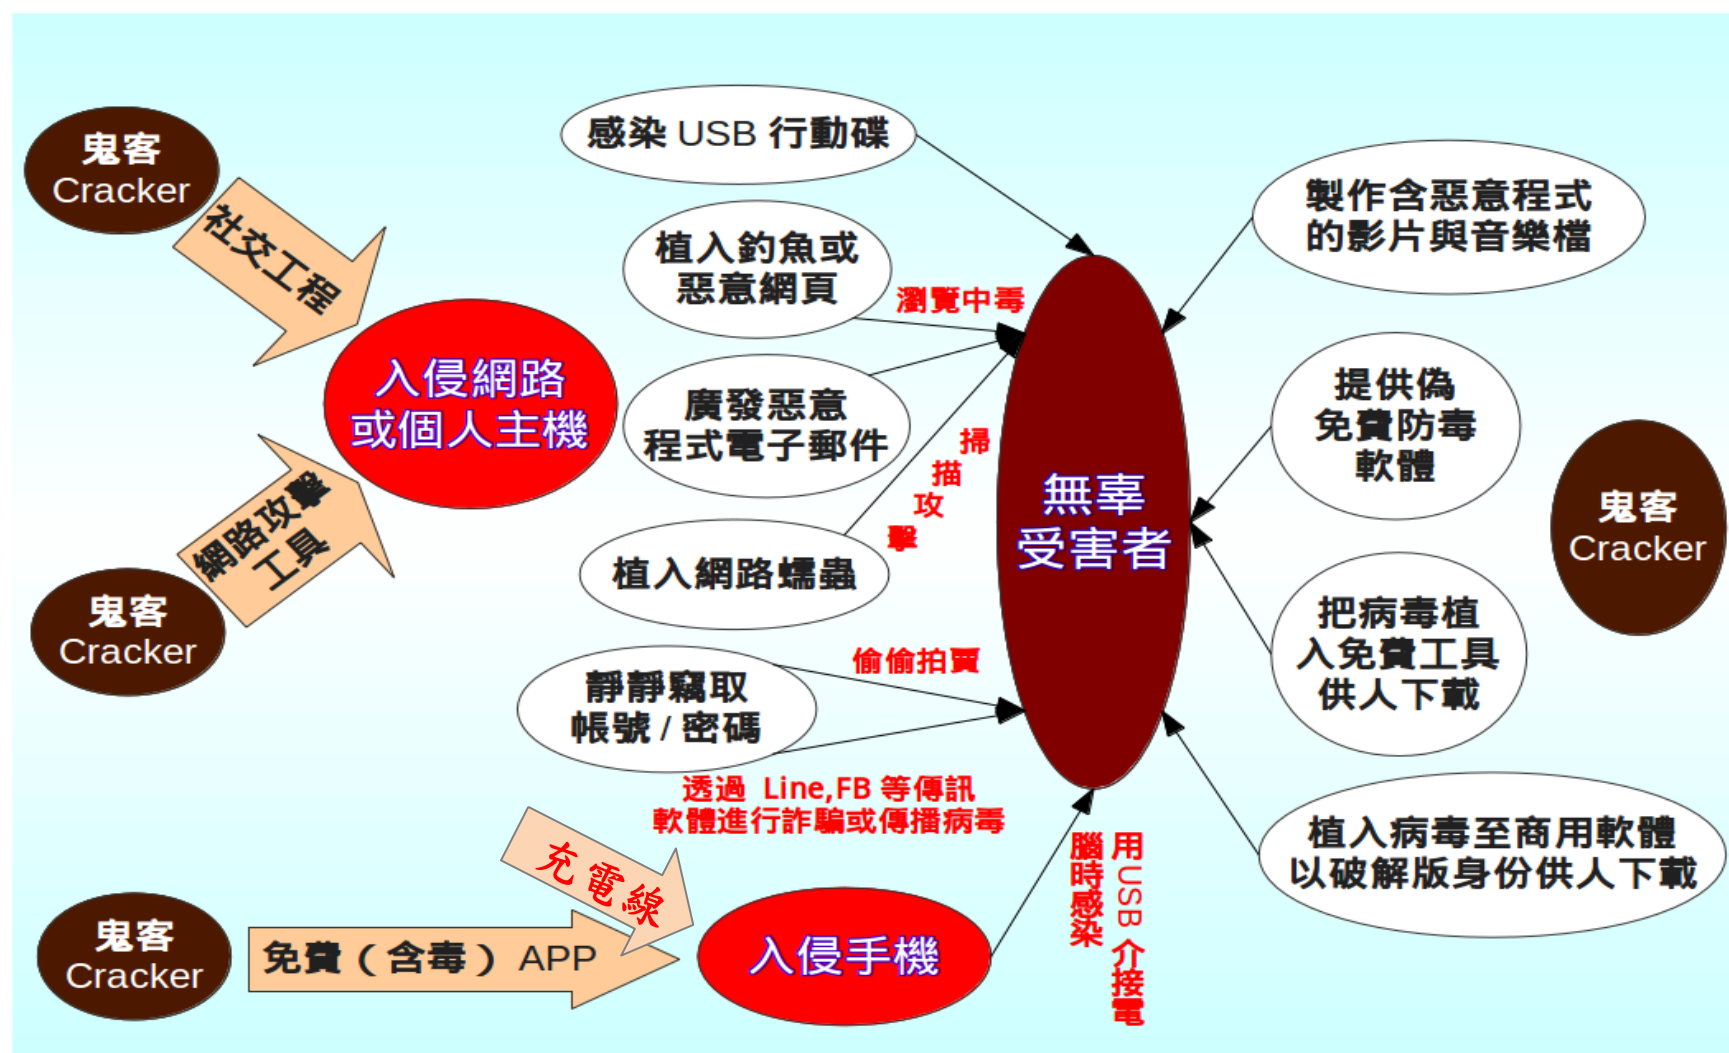 鬼客
Cracker
社交工程
入侵網路
或個人主機
網路攻擊
工具
鬼客
Cracker
感染 USB 行動碟
植入釣魚或
惡意網頁
瀏覽中毒
廣發惡意
程式電子郵件
掃描攻擊
植入網路蠕蟲
靜靜竊取
帳號 / 密碼
偷偷拍賣
透過 Line,FB 等傳訊
軟體進行詐騙或傳播病毒
充電線
鬼客
Cracker
免費（含毒）APP
入侵手機
用USB介接電
腦時感染
無辜
受害者
製作含惡意程式
的影片與音樂檔
提供偽
免費防毒
軟體
把病毒植
入免費工具
供人下載
植入病毒至商用軟體
以破解版身份供人下載
鬼客
Cracker